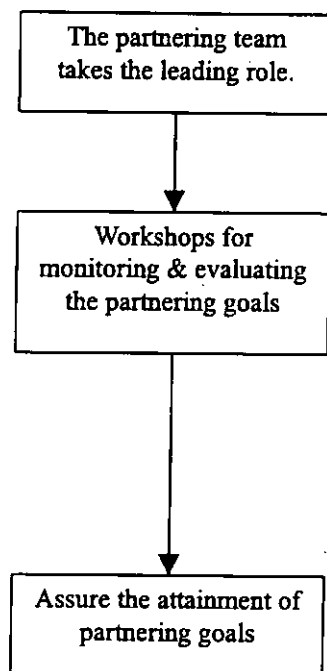 The partnering team
takes the leading role.
Workshops for
monitoring & evaluating
the partnering goals
Assure the attainment of
partnering goals